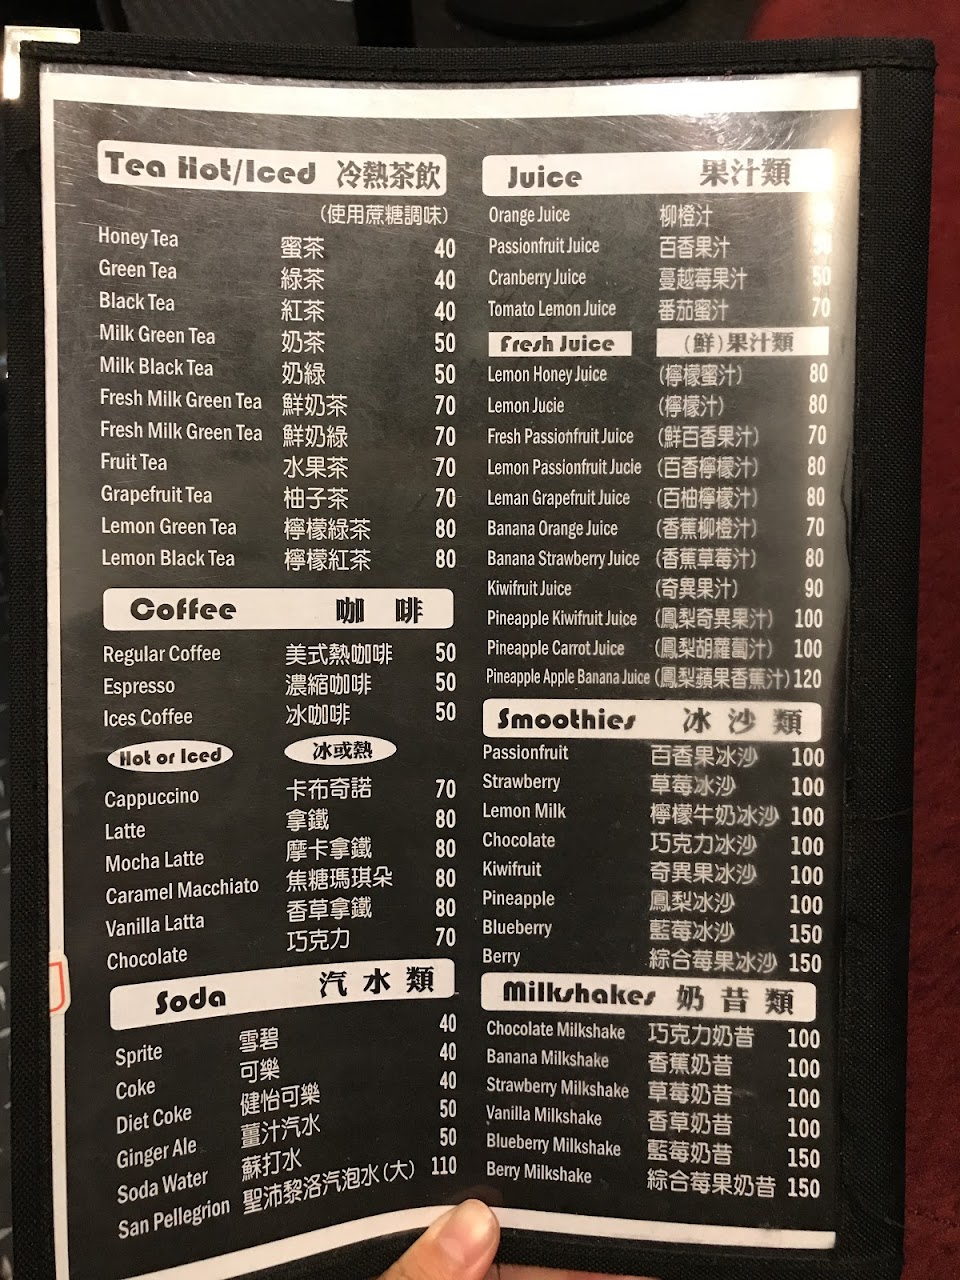 Tea Hot/Iced 冷熱茶飲
(使用蔗糖調味)
Honey Tea 蜜茶 40
Green Tea 綠茶 40
Black Tea 紅茶 40
Milk Green Tea 奶茶 50
Milk Black Tea 奶綠 50
Fresh Milk Green Tea 鮮奶茶 70
Fresh Milk Green Tea 鮮奶綠 70
Fruit Tea 水果茶 70
Grapefruit Tea 柚子茶 70
Lemon Green Tea 檸檬綠茶 80
Lemon Black Tea 檸檬紅茶 80
Coffee 咖啡
Regular Coffee 美式熱咖啡 50
Espresso 濃縮咖啡 50
Ices Coffee 冰咖啡 50
Hot or Iced 冰或熱
Cappuccino 卡布奇諾 70
Latte 拿鐵 80
Mocha Latte 摩卡拿鐵 80
Caramel Macchiato 焦糖瑪琪朵 80
Vanilla Latta 香草拿鐵 80
Chocolate 巧克力 70
Soda 汽水類
Sprite 雪碧 40
Coke 可樂 40
Diet Coke 健怡可樂 40
Ginger Ale 薑汁汽水 50
Soda Water 蘇打水 50
San Pellegrion 聖沛黎洛汽泡水(大) 110
Juice 果汁類
Orange Juice 柳橙汁
Passionfruit Juice 百香果汁
Cranberry Juice 蔓越莓果汁 50
Tomato Lemon Juice 番茄蜜汁 70
Fresh Juice (鮮)果汁類
Lemon Honey Juice (檸檬蜜汁) 80
Lemon Jucie (檸檬汁) 80
Fresh Passionfruit Juice (鮮百香果汁) 70
Lemon Passionfruit Jucie (百香檸檬汁) 80
Leman Grapefruit Juice (百柚檸檬汁) 80
Banana Orange Juice (香蕉柳橙汁) 70
Banana Strawberry Juice (香蕉草莓汁) 80
Kiwifruit Juice (奇異果汁) 90
Pineapple Kiwifruit Juice (鳳梨奇異果汁) 100
Pineapple Carrot Juice (鳳梨胡蘿蔔汁) 100
Pineapple Apple Banana Juice (鳳梨蘋果香蕉汁) 120
Smoothies 冰沙類
Passionfruit 百香果冰沙 100
Strawberry 草莓冰沙 100
Lemon Milk 檸檬牛奶冰沙 100
Chocolate 巧克力冰沙 100
Kiwifruit 奇異果冰沙 100
Pineapple 鳳梨冰沙 100
Blueberry 藍莓冰沙 150
Berry 綜合莓果冰沙 150
Milkshakes 奶昔類
Chocolate Milkshake 巧克力奶昔 100
Banana Milkshake 香蕉奶昔 100
Strawberry Milkshake 草莓奶昔 100
Vanilla Milkshake 香草奶昔 100
Blueberry Milkshake 藍莓奶昔 150
Berry Milkshake 綜合莓果奶昔 150